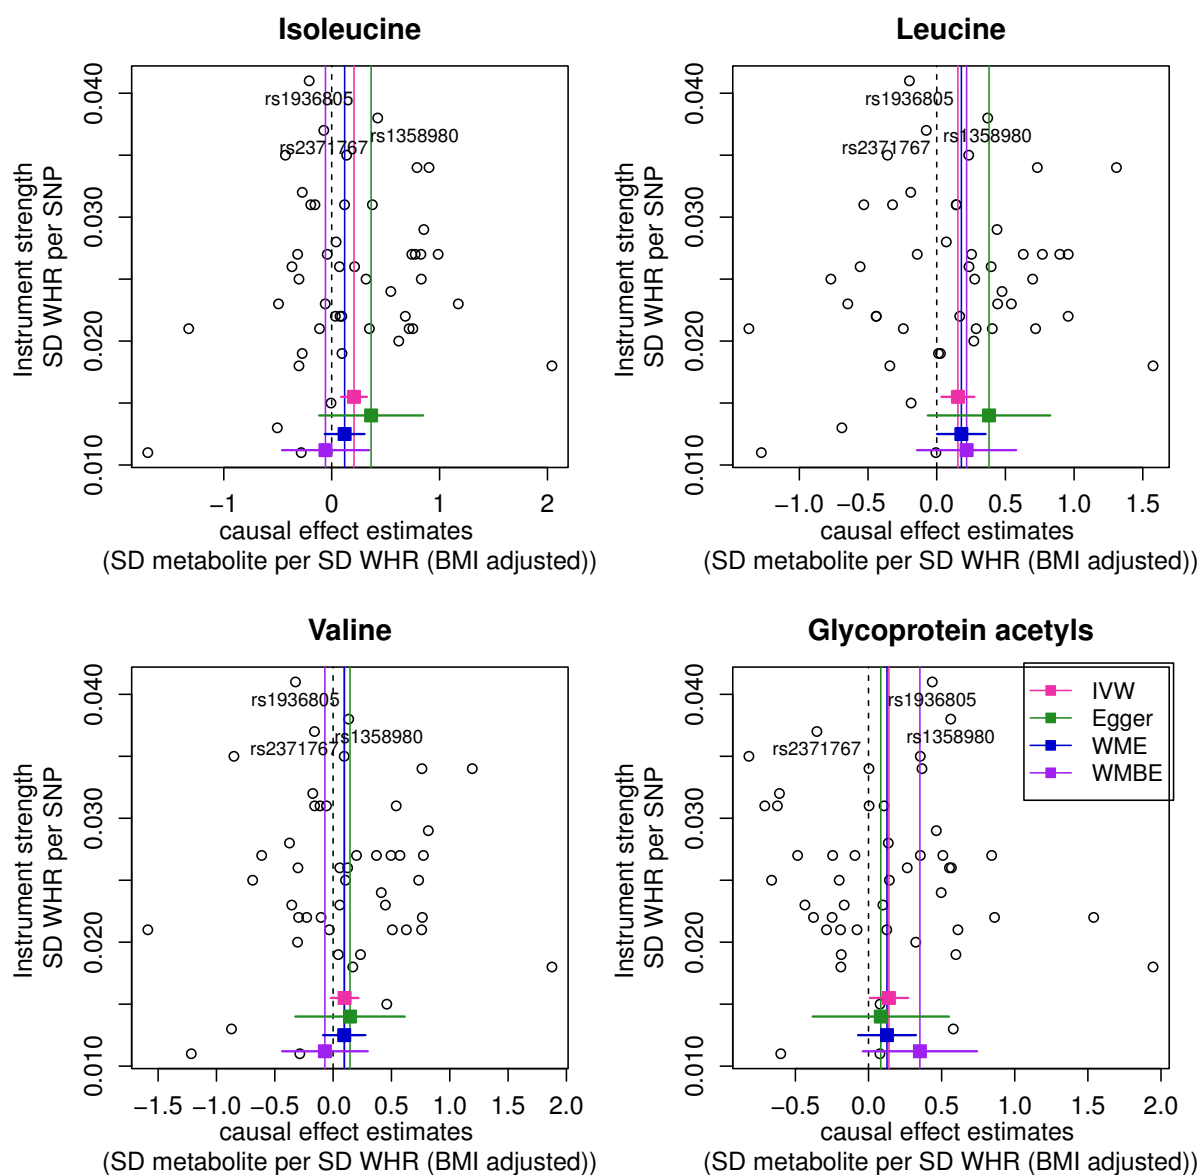 Isoleucine
Instrument strength
SD WHR per SNP
0.010 0.020 0.030 0.040
rs1936805
rs1358980
rs2371767
−1 0 1 2
causal effect estimates
(SD metabolite per SD WHR (BMI adjusted))
Leucine
Instrument strength
SD WHR per SNP
0.010 0.020 0.030 0.040
rs1936805
rs1358980
rs2371767
−1.0 −0.5 0.0 0.5 1.0 1.5
causal effect estimates
(SD metabolite per SD WHR (BMI adjusted))
Valine
Instrument strength
SD WHR per SNP
0.010 0.020 0.030 0.040
rs1936805
rs1358980
rs2371767
−1.5 −1.0 −0.5 0.0 0.5 1.0 1.5 2.0
causal effect estimates
(SD metabolite per SD WHR (BMI adjusted))
Glycoprotein acetyls
Instrument strength
SD WHR per SNP
0.010 0.020 0.030 0.040
rs1936805
rs1358980
rs2371767
IVW
Egger
WME
WMBE
−0.5 0.0 0.5 1.0 1.5 2.0
causal effect estimates
(SD metabolite per SD WHR (BMI adjusted))